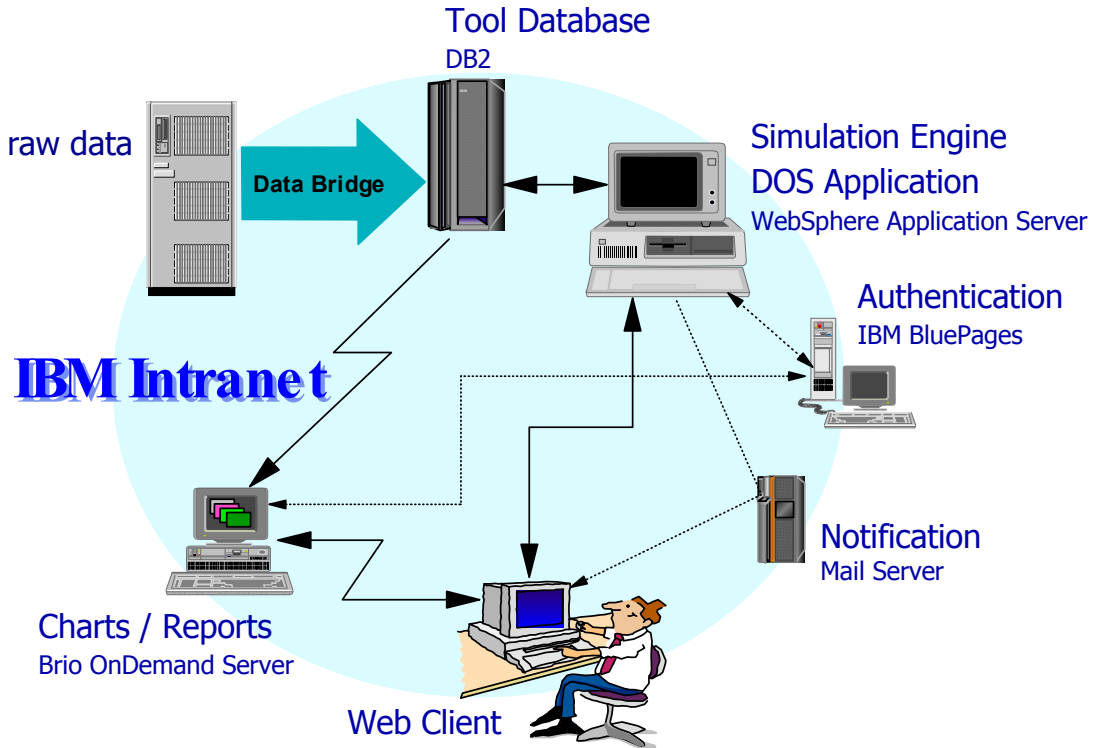 Tool Database
DB2
raw data
Data Bridge
Simulation Engine
DOS Application
WebSphere Application Server
Authentication
IBM BluePages
IBM Intranet
Notification
Mail Server
Charts / Reports
Brio OnDemand Server
Web Client